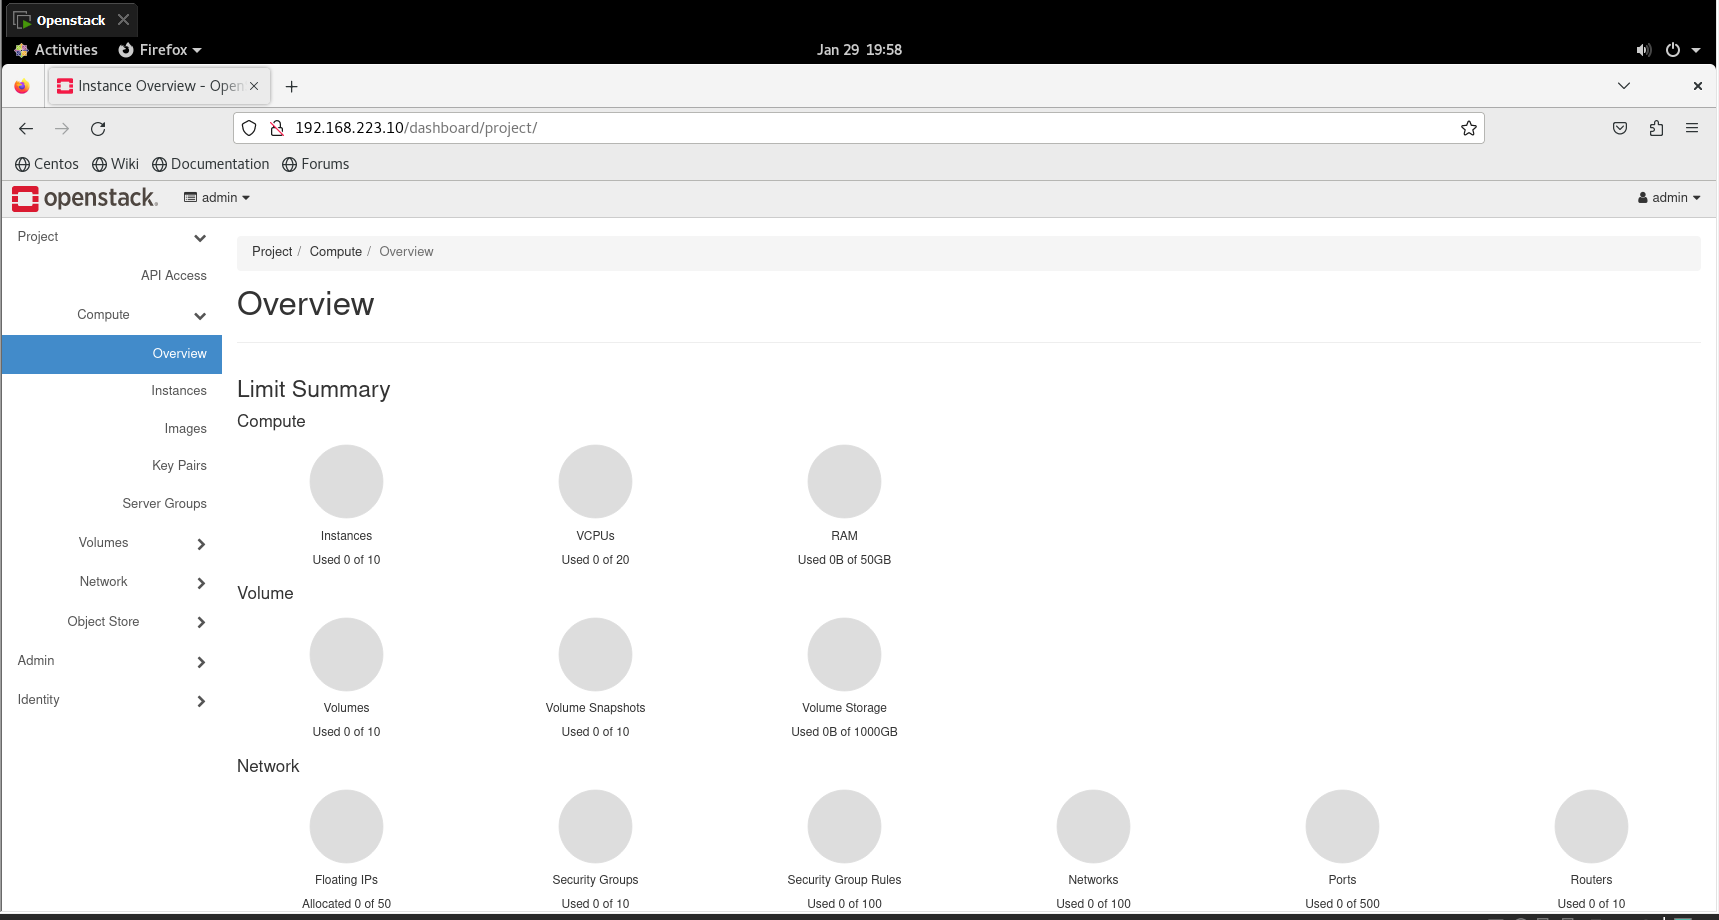 Openstack
Activities Firefox Jan 29 19:58
Instance Overview - Open
192.168.223.10/dashboard/project/
Centos Wiki Documentation Forums
openstack. admin admin
Project
API Access
Compute
Overview
Instances
Images
Key Pairs
Server Groups
Volumes
Network
Object Store
Admin
Identity
Project / Compute / Overview
Overview
Limit Summary
Compute
Instances VCPUs RAM
Used 0 of 10 Used 0 of 20 Used 0B of 50GB
Volume
Volumes Volume Snapshots Volume Storage
Used 0 of 10 Used 0 of 10 Used 0B of 1000GB
Network
Floating IPs Security Groups Security Group Rules Networks Ports Routers
Allocated 0 of 50 Used 0 of 10 Used 0 of 100 Used 0 of 100 Used 0 of 500 Used 0 of 10